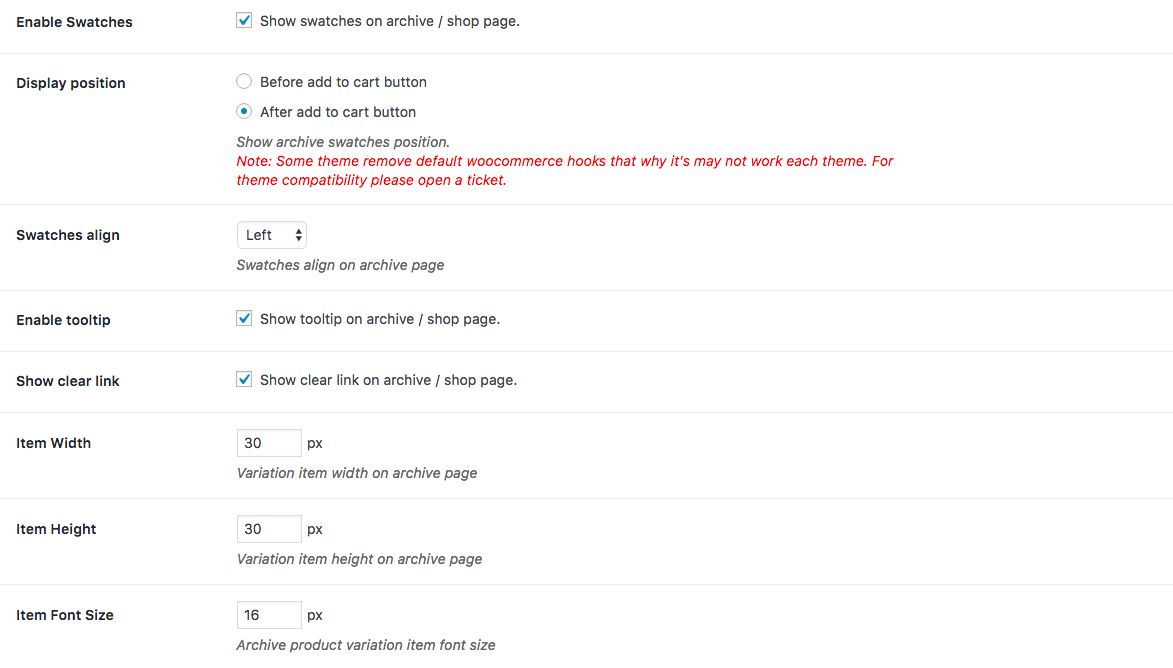 Enable Swatches
Show swatches on archive / shop page.
Display position
Before add to cart button
After add to cart button
Show archive swatches position.
Note: Some theme remove default woocommerce hooks that why it's may not work each theme. For
theme compatibility please open a ticket.
Swatches align
Left
Swatches align on archive page
Enable tooltip
Show tooltip on archive / shop page.
Show clear link
Show clear link on archive / shop page.
Item Width
30 px
Variation item width on archive page
Item Height
30 px
Variation item height on archive page
Item Font Size
16 px
Archive product variation item font size